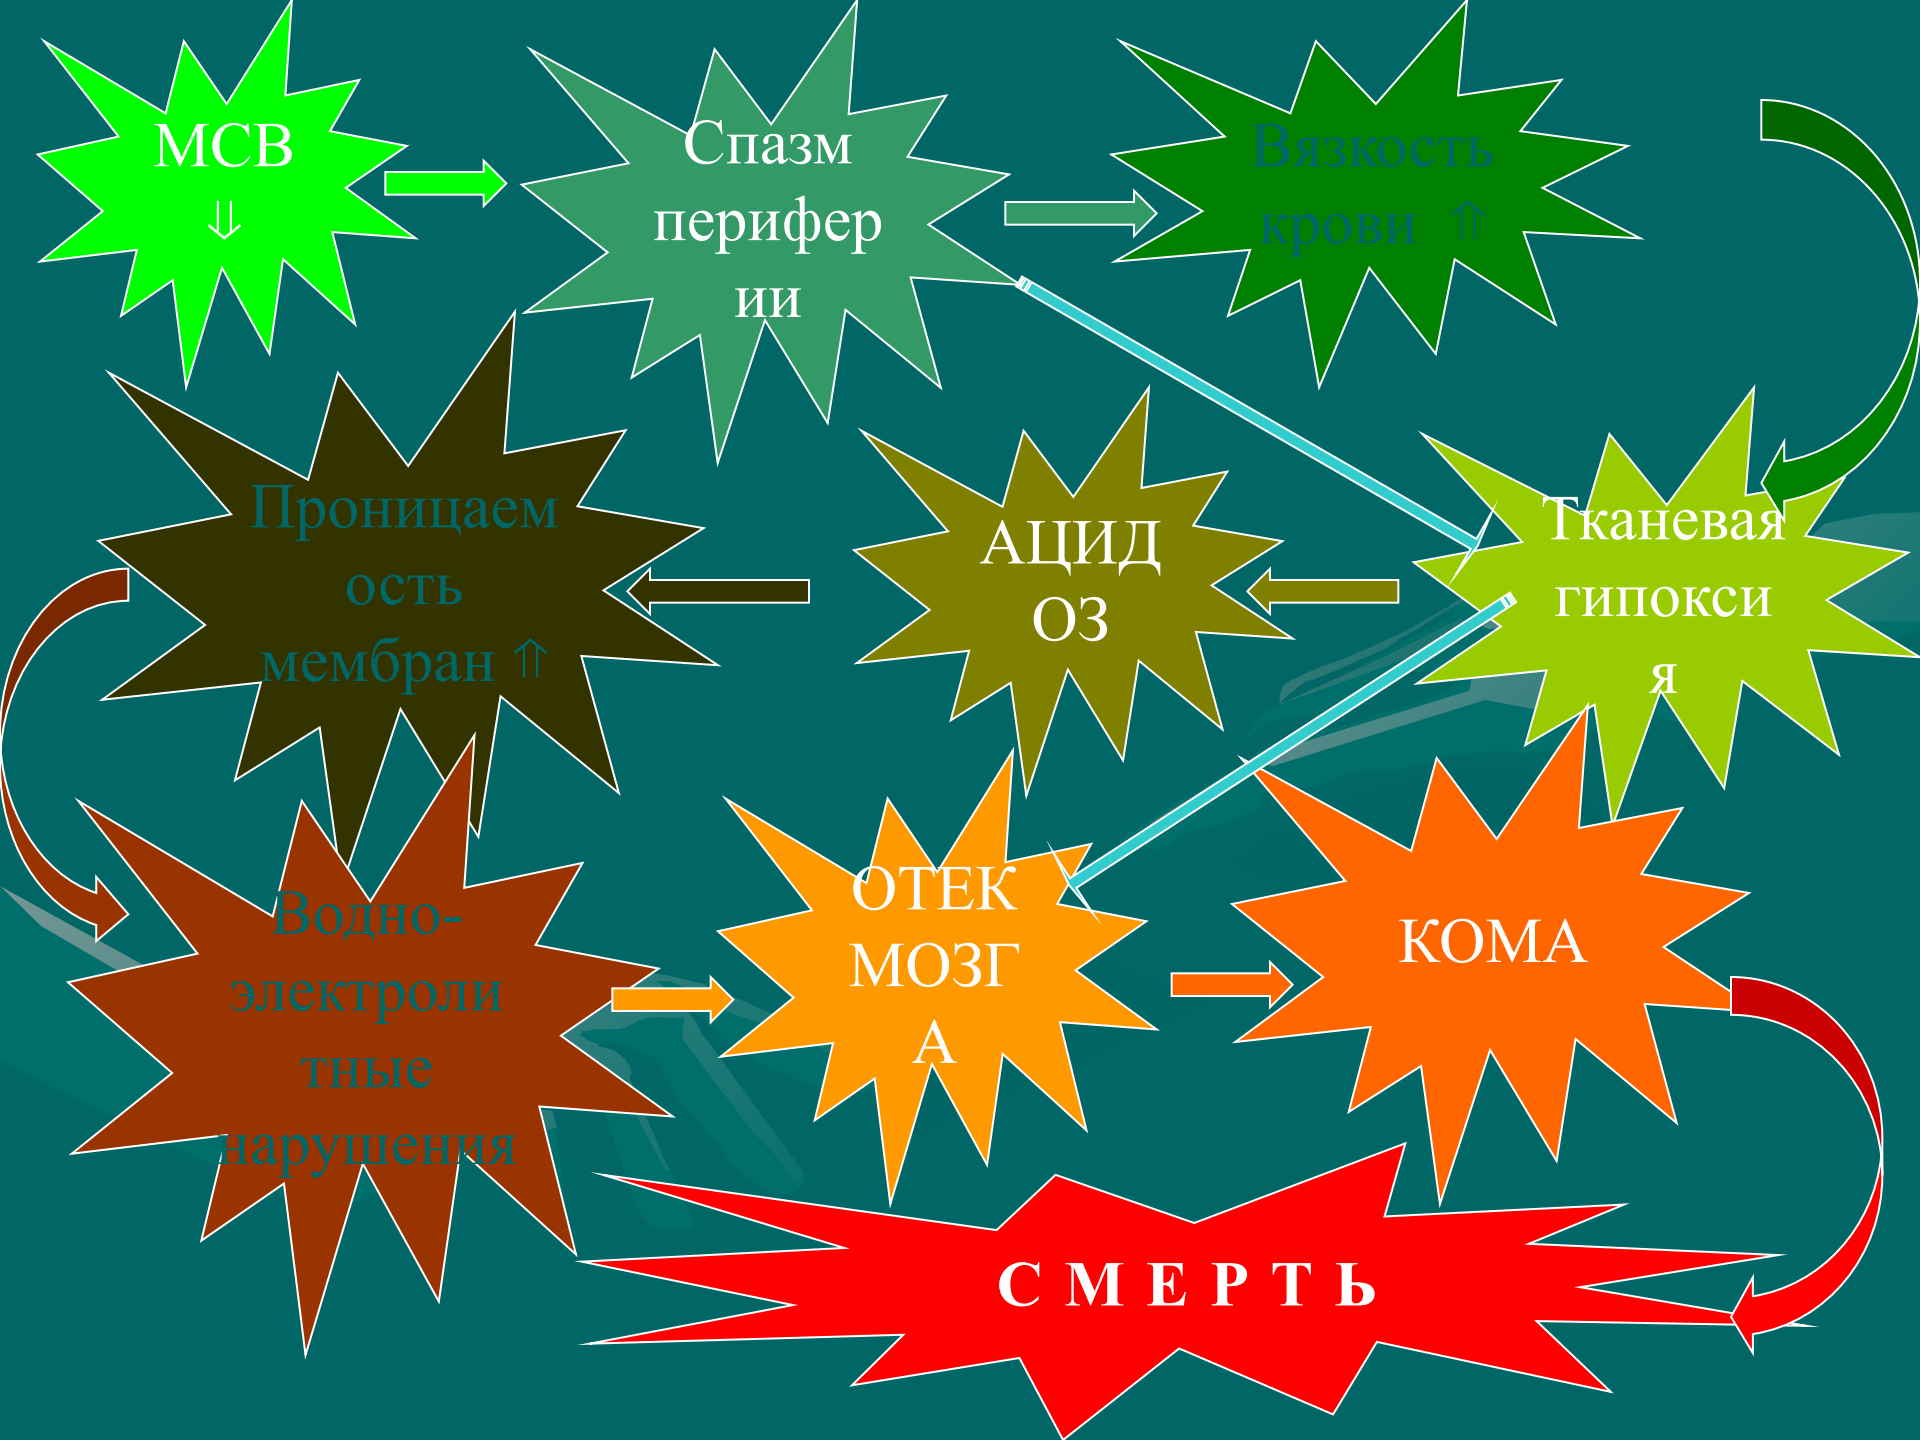 МСВ
⇓
Спазм
перифер
ии
Вязкость
крови ⇑
Проницаем
ость
мембран ⇑
АЦИД
ОЗ
Тканевая
гипокси
я
Водно-
электроли
тные
нарушения
ОТЕК
МОЗГ
А
КОМА
С М Е Р Т Ь